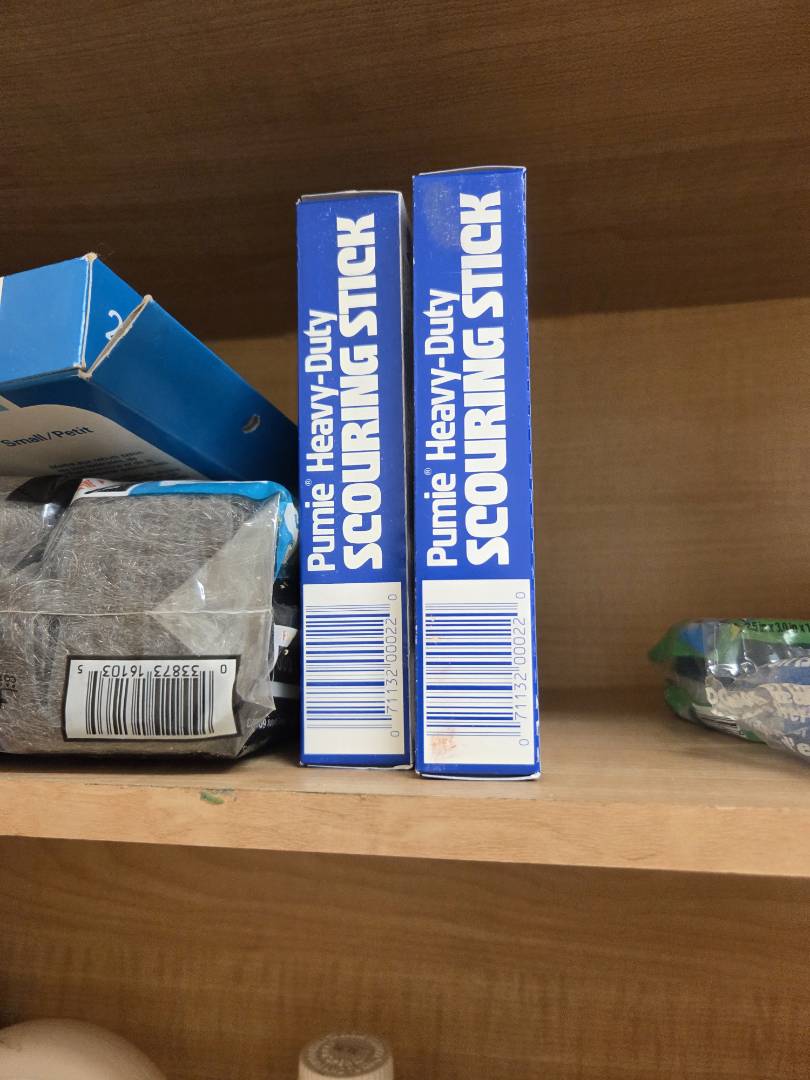 2
Small/Petit
Pumie® Heavy-Duty
SCOURING STICK
0 71132 00022 0
Pumie® Heavy-Duty
SCOURING STICK
0 71132 00022 0
0 33873 16103 5